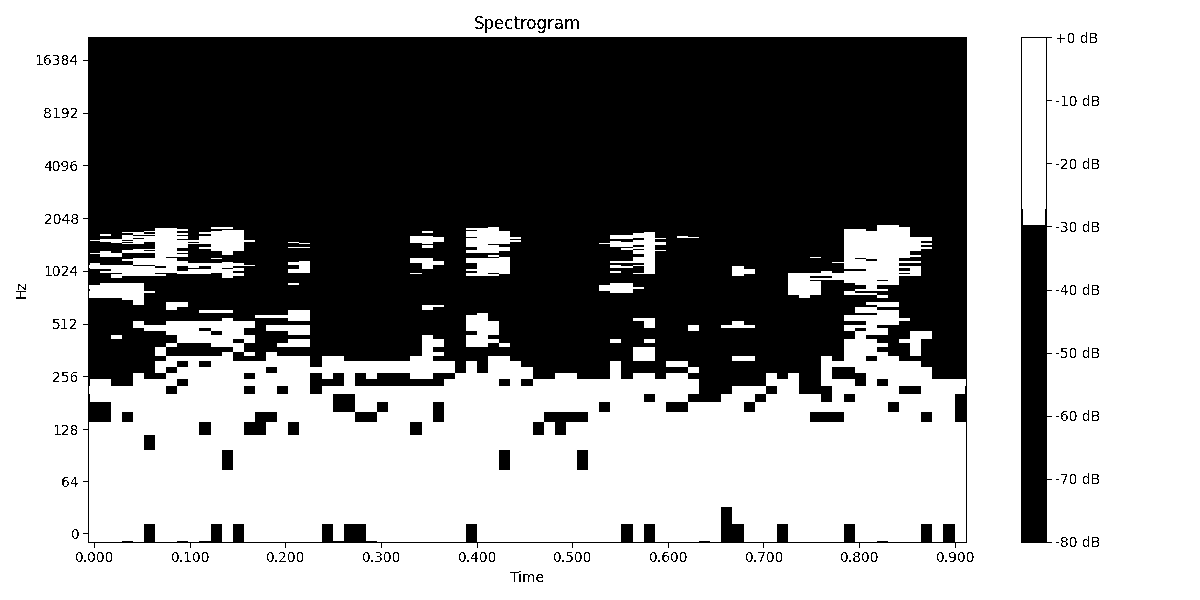 Spectrogram
16384
8192
4096
2048
1024
512
256
128
64
0
Hz
0.000 0.100 0.200 0.300 0.400 0.500 0.600 0.700 0.800 0.900
Time
+0 dB
-10 dB
-20 dB
-30 dB
-40 dB
-50 dB
-60 dB
-70 dB
-80 dB